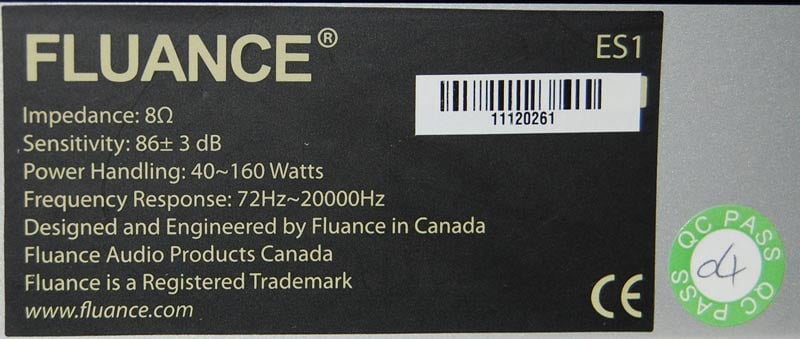 FLUANCE®
ES1
11120261
Impedance: 8Ω
Sensitivity: 86± 3 dB
Power Handling: 40~160 Watts
Frequency Response: 72Hz~20000Hz
Designed and Engineered by Fluance in Canada
Fluance Audio Products Canada
Fluance is a Registered Trademark
www.fluance.com
CE
QC PASS QC PASS
04